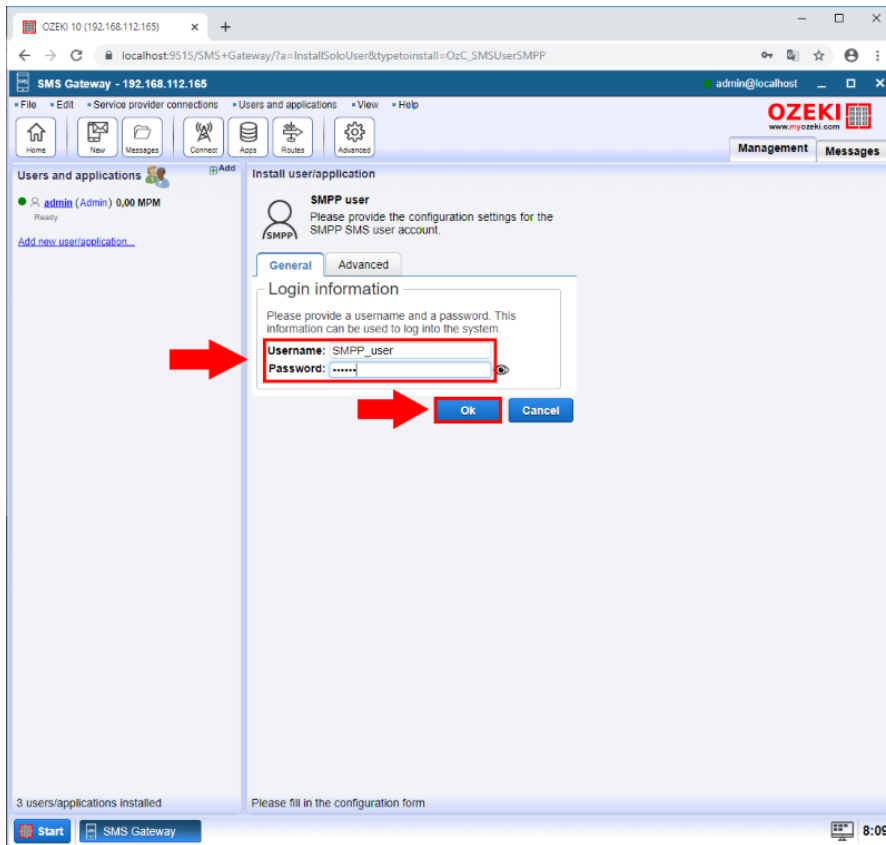 OZEKI 10 (192.168.112.165)
localhost:9515/SMS+Gateway/?a=InstallSoloUser&typetoinstall=OzC_SMSUserSMPP
SMS Gateway - 192.168.112.165
admin@localhost
File Edit Service provider connections Users and applications View Help
OZEKI
www.myozeki.com
Home New Messages Connect Apps Routes Advanced
Management Messages
Users and applications
Add
admin (Admin) 0,00 MPM
Ready
Add new user/application...
Install user/application
SMPP
SMPP user
Please provide the configuration settings for the
SMPP SMS user account.
General Advanced
Login information
Please provide a username and a password. This
information can be used to log into the system.
Username: SMPP_user
Password: ••••••
Ok Cancel
3 users/applications installed
Please fill in the configuration form
Start SMS Gateway 8:09